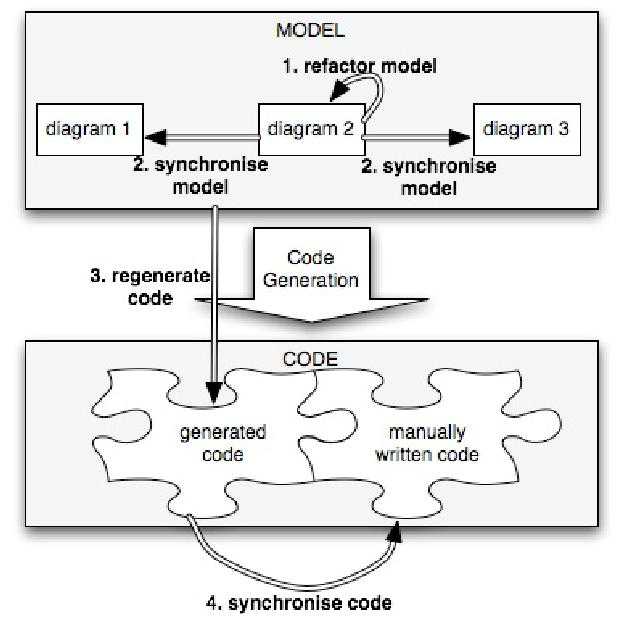 MODEL
1. refactor model
diagram 1
diagram 2
diagram 3
2. synchronise
model
2. synchronise
model
3. regenerate
code
Code
Generation
CODE
generated
code
manually
written code
4. synchronise code